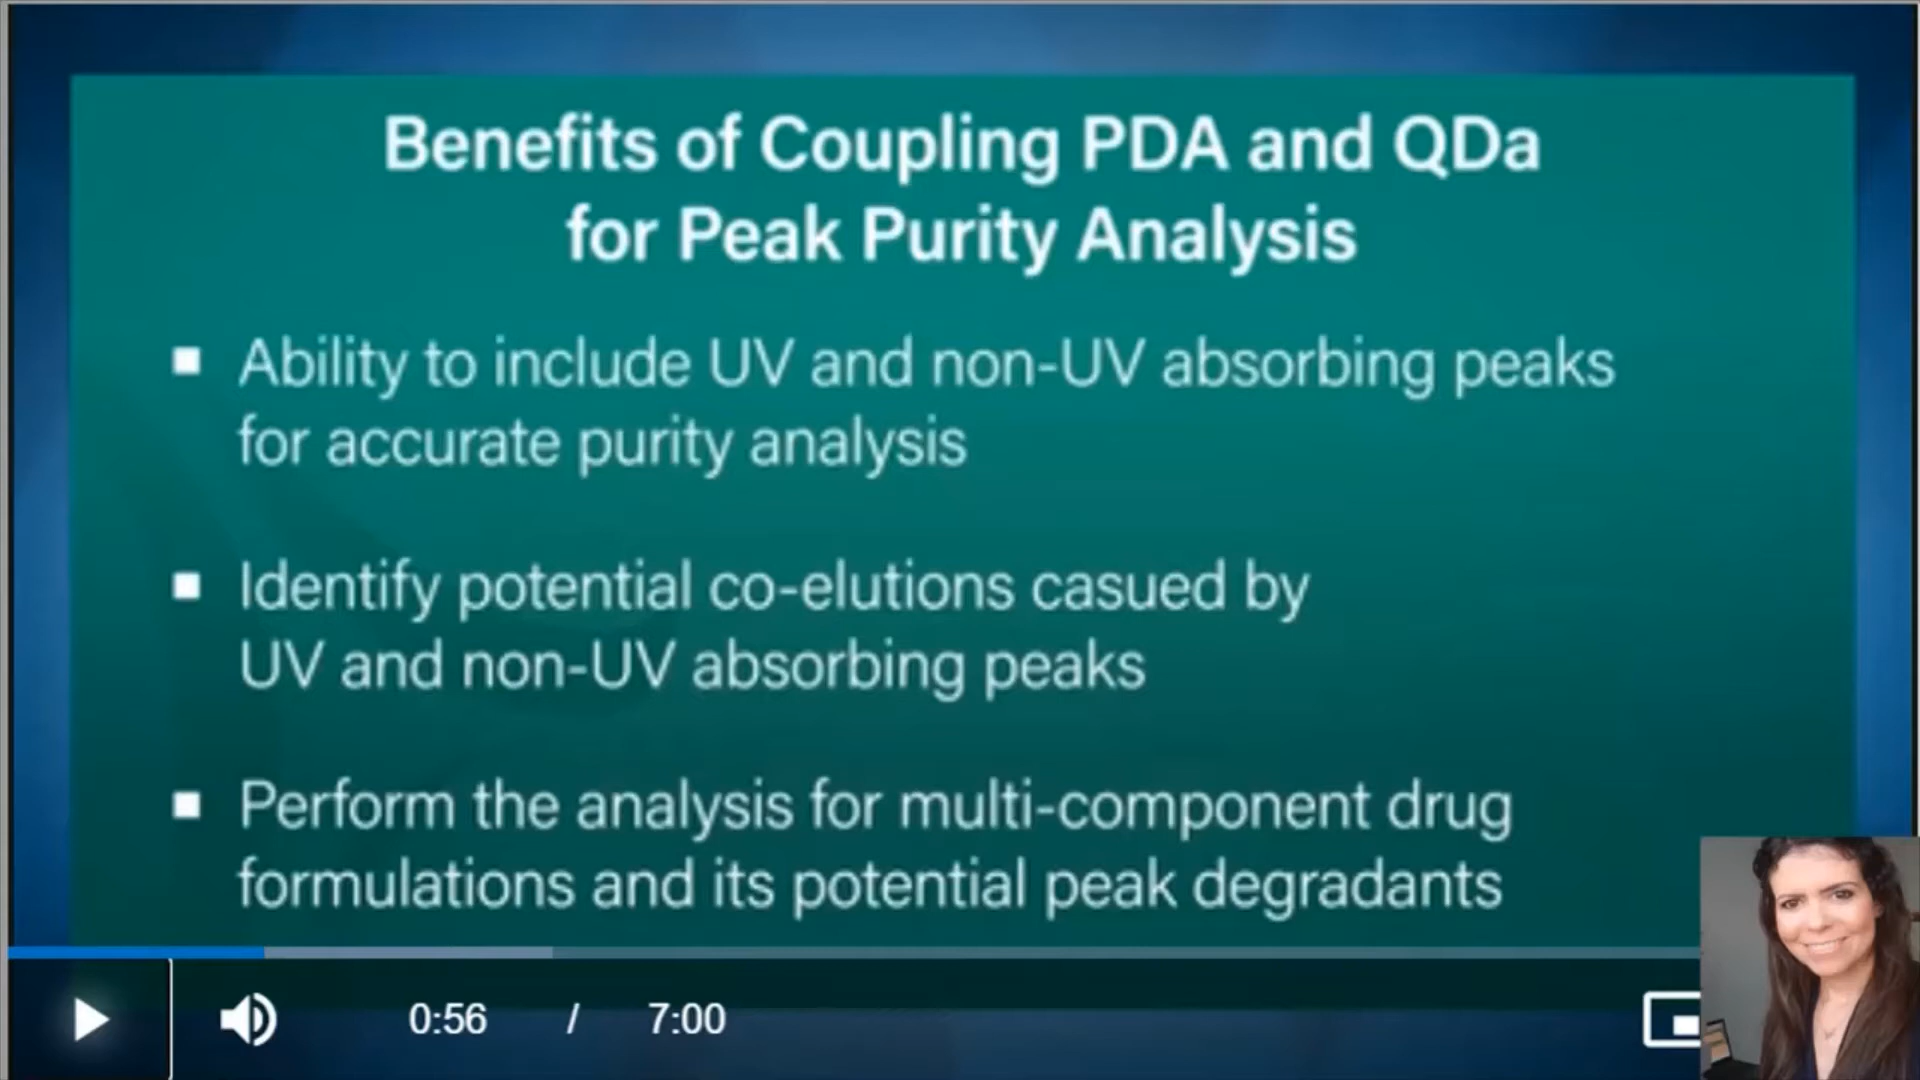 Benefits of Coupling PDA and QDa
for Peak Purity Analysis
▪ Ability to include UV and non-UV absorbing peaks
for accurate purity analysis
▪ Identify potential co-elutions casued by
UV and non-UV absorbing peaks
▪ Perform the analysis for multi-component drug
formulations and its potential peak degradants
0:56 / 7:00